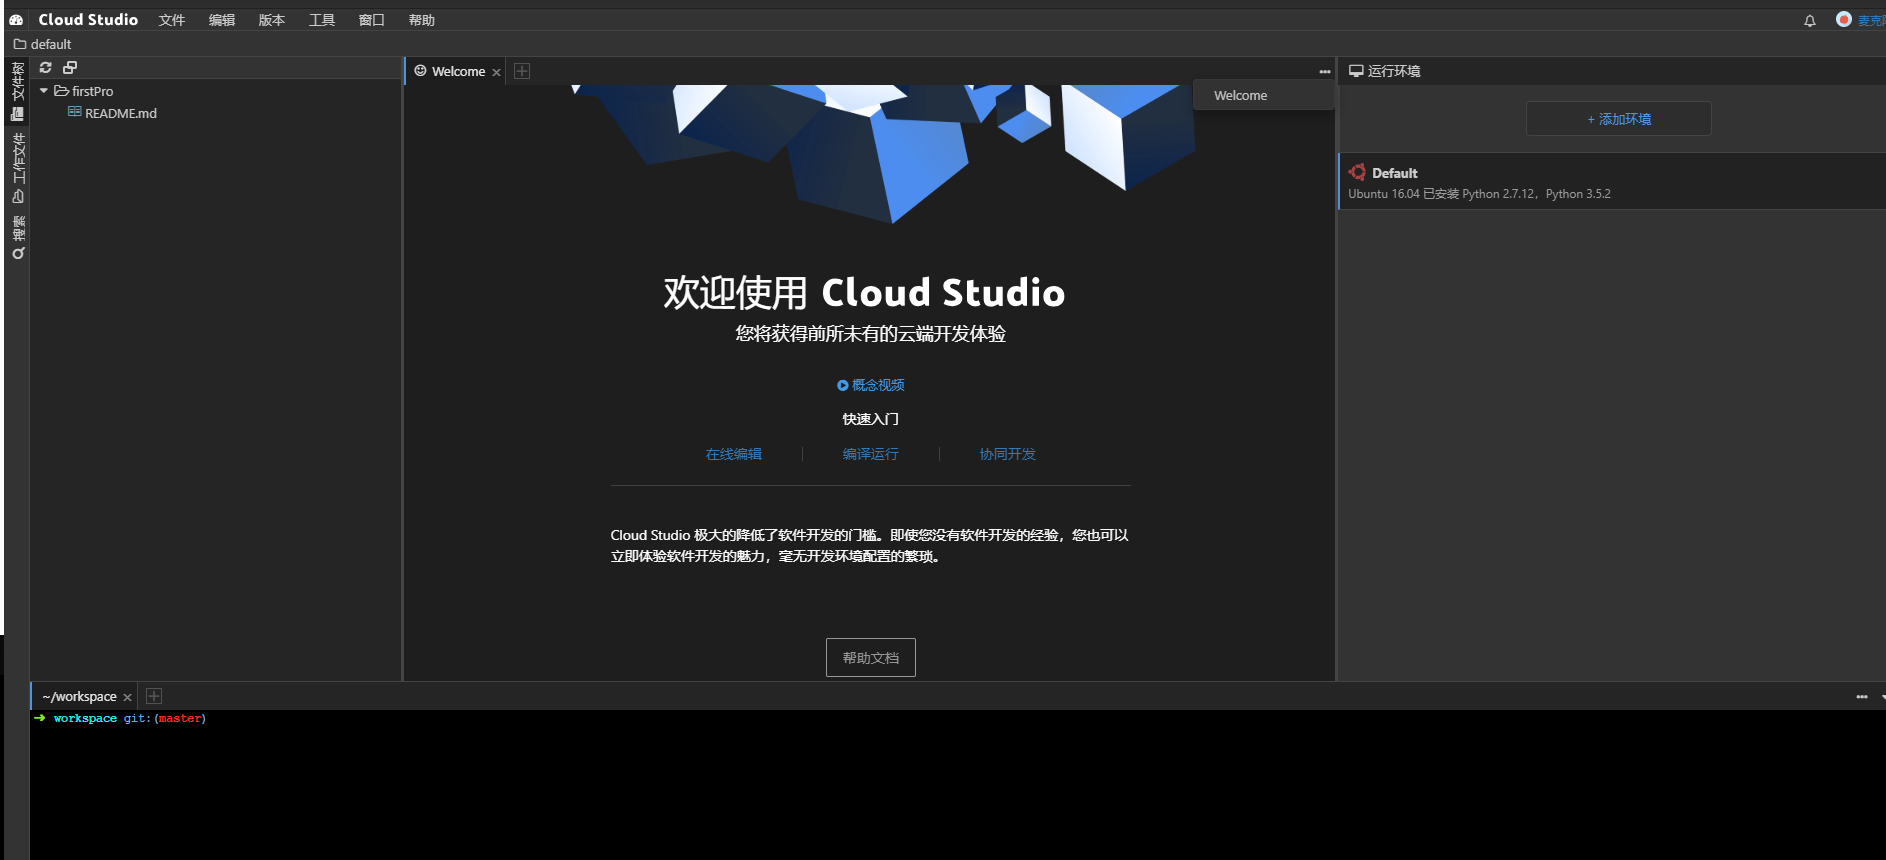 Cloud Studio 文件 编辑 版本 工具 窗口 帮助
default
文件树
工作文件
搜索
firstPro
README.md
Welcome
Welcome
欢迎使用 Cloud Studio
您将获得前所未有的云端开发体验
概念视频
快速入门
在线编辑 编译运行 协同开发
Cloud Studio 极大的降低了软件开发的门槛。即使您没有软件开发的经验，您也可以
立即体验软件开发的魅力，毫无开发环境配置的繁琐。
帮助文档
运行环境
+ 添加环境
Default
Ubuntu 16.04 已安装 Python 2.7.12，Python 3.5.2
~/workspace
➜ workspace git:(master)